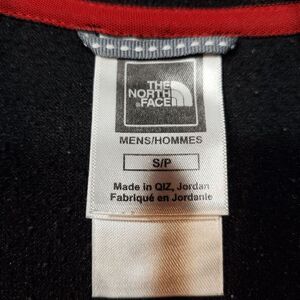 THE
NORTH
FACE
MENS/HOMMES
S/P
Made in QIZ, Jordan
Fabriqué en Jordanie